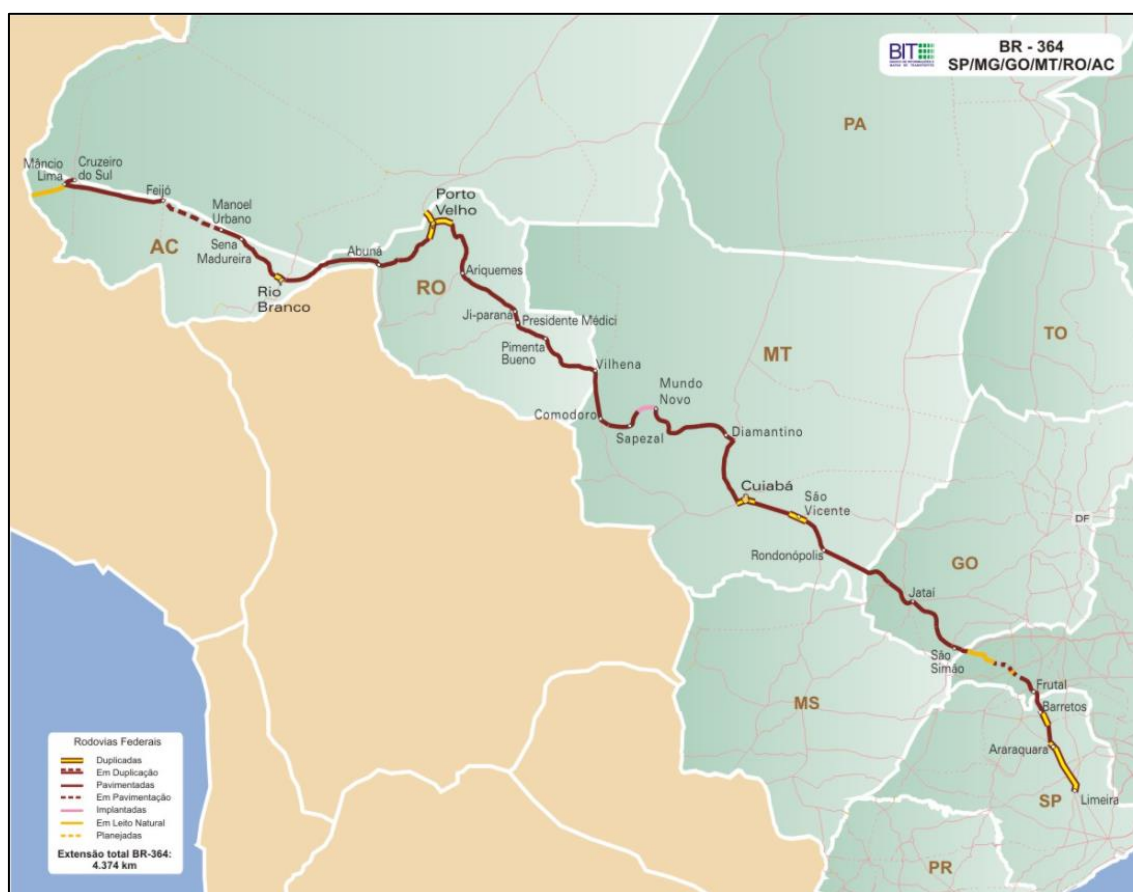 BIT
BR - 364
SP/MG/GO/MT/RO/AC
PA
Mâncio
Lima
Cruzeiro
do Sul
Feijó
Manoel
Urbano
Sena
Madureira
AC
Rio
Branco
Abunã
Porto
Velho
RO
Ariquemes
Ji-paraná
Presidente Médici
Pimenta
Bueno
Vilhena
Comodoro
Sapezal
Mundo
Novo
MT
TO
Diamantino
Cuiabá
São
Vicente
Rondonópolis
DF
GO
Jataí
São
Simão
MS
Frutal
Barretos
Araraquara
SP
Limeira
PR
Rodovias Federais
Duplicadas
Em Duplicação
Pavimentadas
Em Pavimentação
Implantadas
Em Leito Natural
Planejadas
Extensão total BR-364:
4.374 km